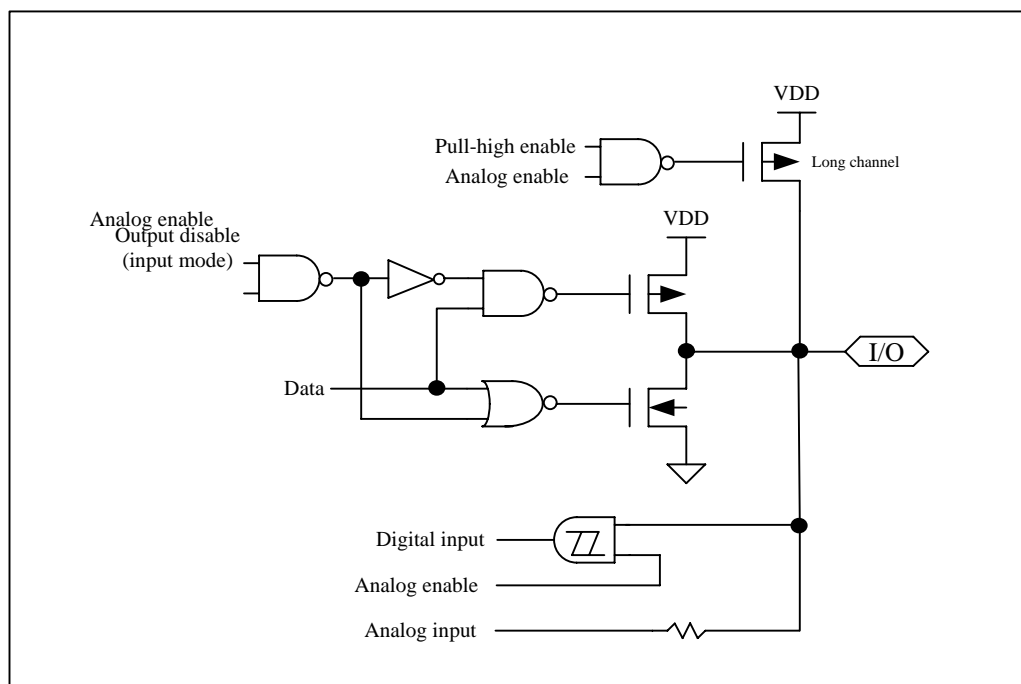 VDD
Pull-high enable
Long channel
Analog enable
VDD
Analog enable
Output disable
(input mode)
I/O
Data
Digital input
Analog enable
Analog input